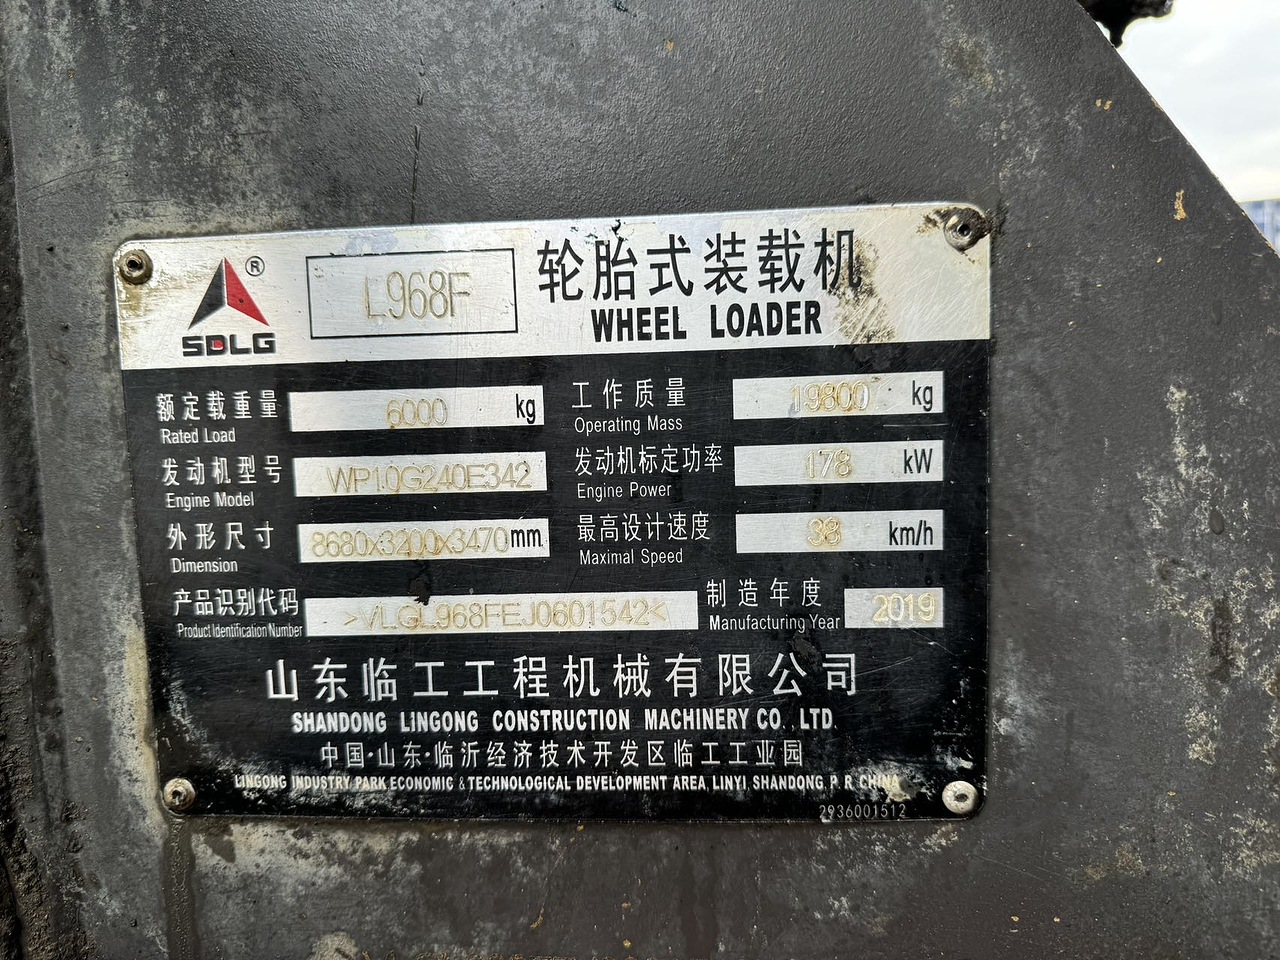 SDLG ® L968F 轮胎式装载机
WHEEL LOADER
额定载重量 6000 kg 工作质量 19800 kg
Rated Load Operating Mass
发动机型号 WP10G240E342 发动机标定功率 178 kW
Engine Model Engine Power
外形尺寸 8680x3200x3470 mm 最高设计速度 38 km/h
Dimension Maximal Speed
产品识别代码 >VLGL968FEJ0601542< 制造年度 2019
Product Identification Number Manufacturing Year
山东临工工程机械有限公司
SHANDONG LINGONG CONSTRUCTION MACHINERY CO., LTD.
中国·山东·临沂经济技术开发区临工工业园
LINGONG INDUSTRY PARK ECONOMIC & TECHNOLOGICAL DEVELOPMENT AREA, LINYI, SHANDONG, P. R. CHINA
2936001512